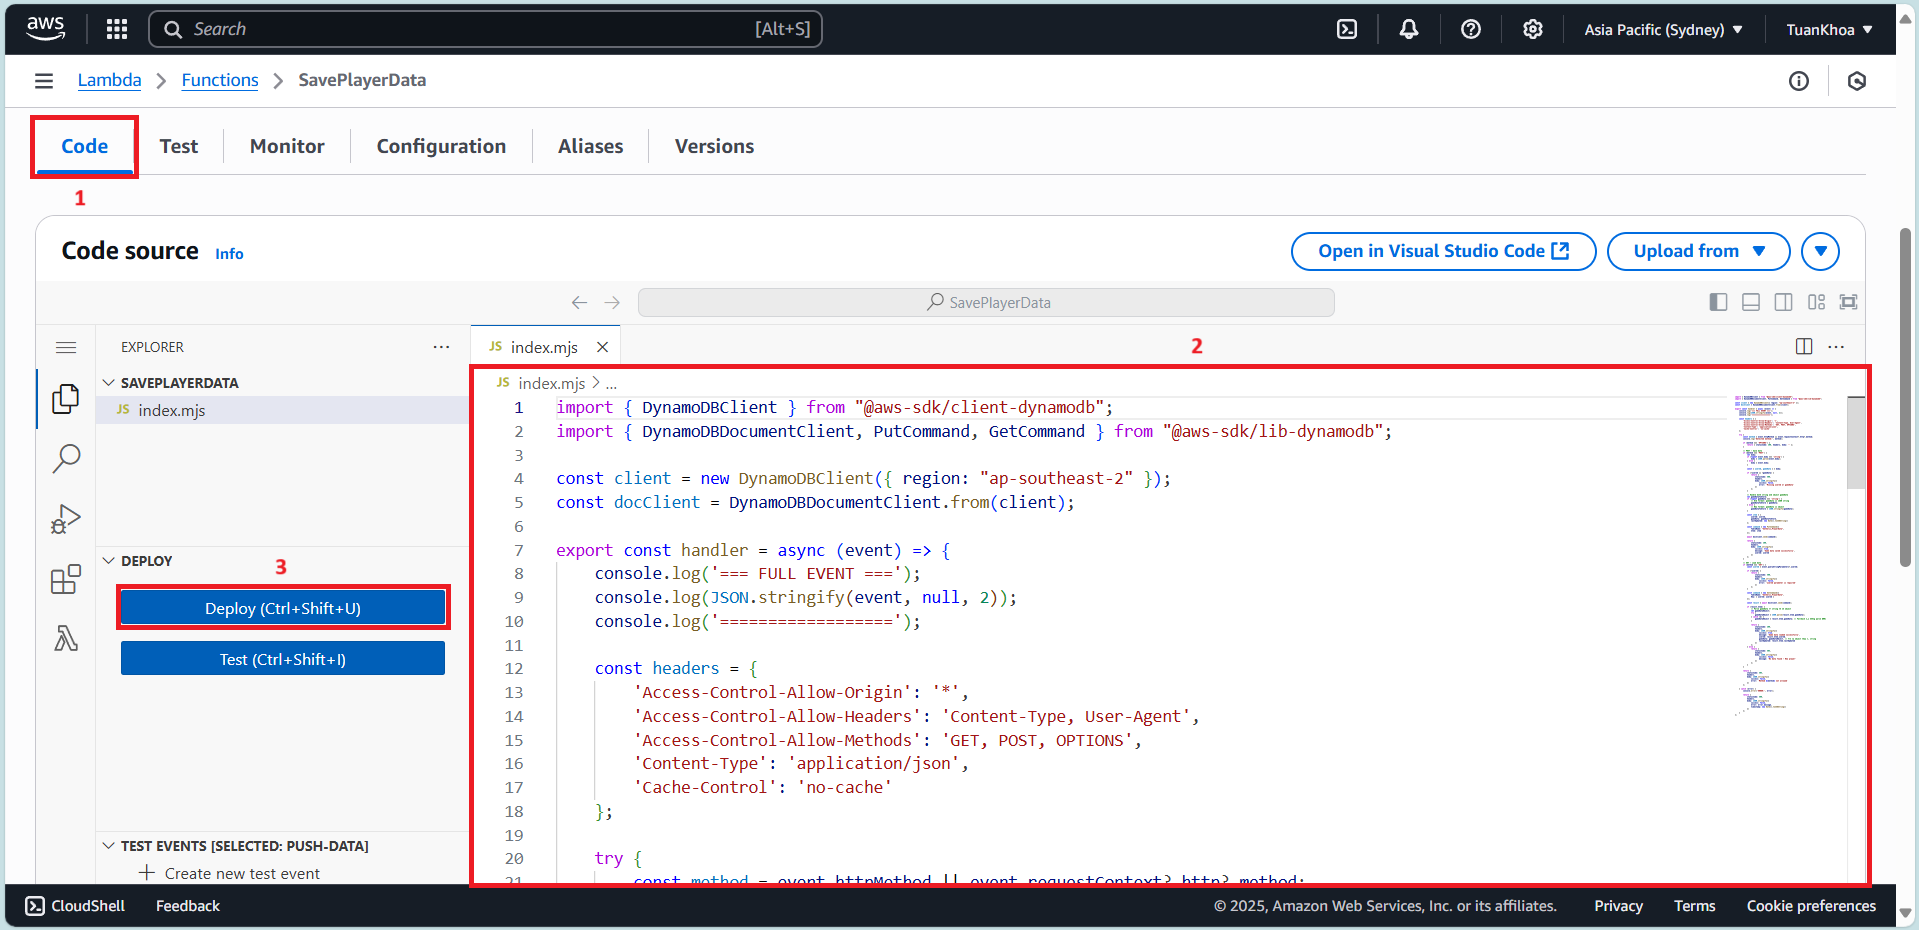 aws
Search [Alt+S]
Asia Pacific (Sydney) ▼
TuanKhoa ▼
Lambda > Functions > SavePlayerData
Code
Test
Monitor
Configuration
Aliases
Versions
1
Code source Info
Open in Visual Studio Code
Upload from ▼
SavePlayerData
EXPLORER ...
JS index.mjs
2
SAVEPLAYERDATA
JS index.mjs
JS index.mjs > ...
1 import { DynamoDBClient } from "@aws-sdk/client-dynamodb";
2 import { DynamoDBDocumentClient, PutCommand, GetCommand } from "@aws-sdk/lib-dynamodb";
3
4 const client = new DynamoDBClient({ region: "ap-southeast-2" });
5 const docClient = DynamoDBDocumentClient.from(client);
6
7 export const handler = async (event) => {
8 console.log('=== FULL EVENT ===');
9 console.log(JSON.stringify(event, null, 2));
10 console.log('==================');
11
12 const headers = {
13 'Access-Control-Allow-Origin': '*',
14 'Access-Control-Allow-Headers': 'Content-Type, User-Agent',
15 'Access-Control-Allow-Methods': 'GET, POST, OPTIONS',
16 'Content-Type': 'application/json',
17 'Cache-Control': 'no-cache'
18 };
19
20 try {
21 const method = event.httpMethod || event.requestContext?.http?.method;
DEPLOY
3
Deploy (Ctrl+Shift+U)
Test (Ctrl+Shift+I)
TEST EVENTS [SELECTED: PUSH-DATA]
Create new test event
CloudShell
Feedback
© 2025, Amazon Web Services, Inc. or its affiliates.
Privacy
Terms
Cookie preferences